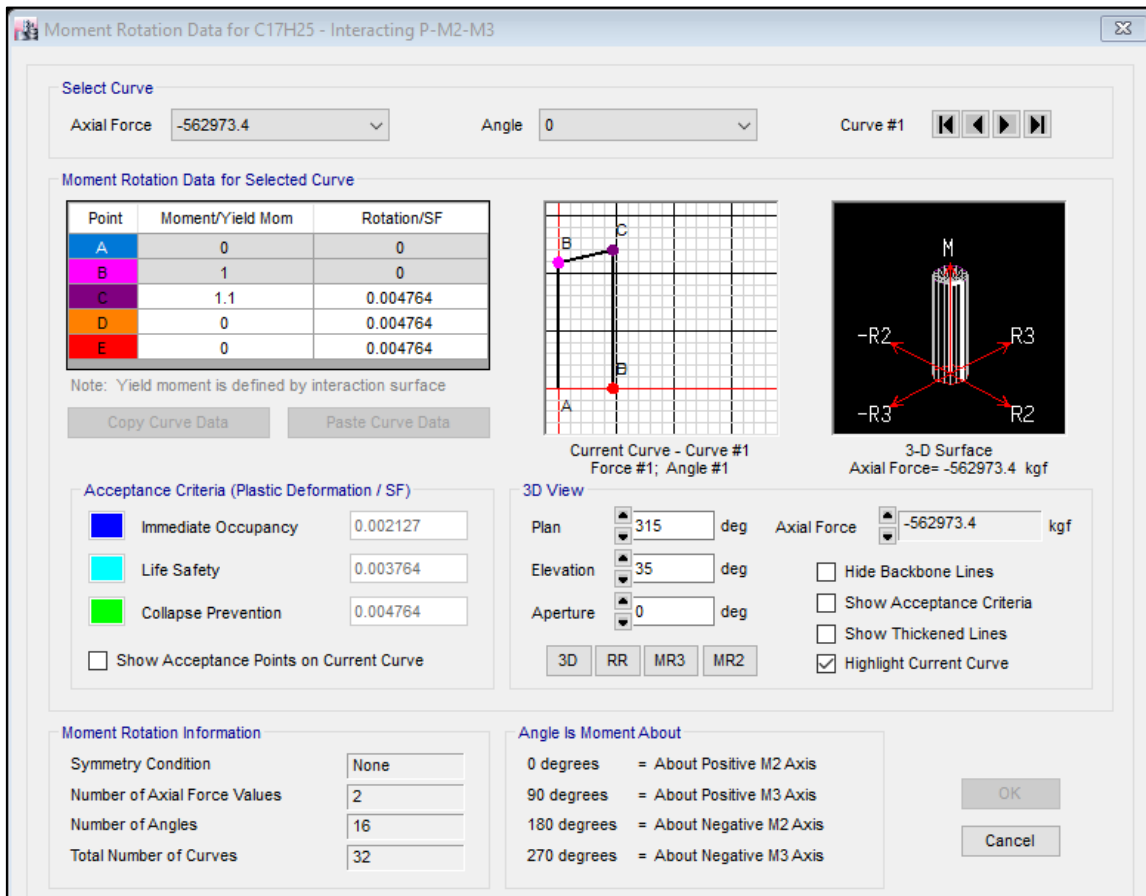 Moment Rotation Data for C17H25 - Interacting P-M2-M3
Select Curve
Axial Force -562973.4 Angle 0 Curve #1
Moment Rotation Data for Selected Curve
Point Moment/Yield Mom Rotation/SF
A 0 0
B 1 0
C 1.1 0.004764
D 0 0.004764
E 0 0.004764
Note: Yield moment is defined by interaction surface
Copy Curve Data Paste Curve Data
B C
B
A
Current Curve - Curve #1
Force #1; Angle #1
M
-R2 R3
-R3 R2
3-D Surface
Axial Force= -562973.4 kgf
Acceptance Criteria (Plastic Deformation / SF)
Immediate Occupancy 0.002127
Life Safety 0.003764
Collapse Prevention 0.004764
Show Acceptance Points on Current Curve
3D View
Plan 315 deg Axial Force -562973.4 kgf
Elevation 35 deg Hide Backbone Lines
Show Acceptance Criteria
Aperture 0 deg
Show Thickened Lines
3D RR MR3 MR2 Highlight Current Curve
Moment Rotation Information
Symmetry Condition None
Number of Axial Force Values 2
Number of Angles 16
Total Number of Curves 32
Angle Is Moment About
0 degrees = About Positive M2 Axis
90 degrees = About Positive M3 Axis
180 degrees = About Negative M2 Axis
270 degrees = About Negative M3 Axis
OK
Cancel